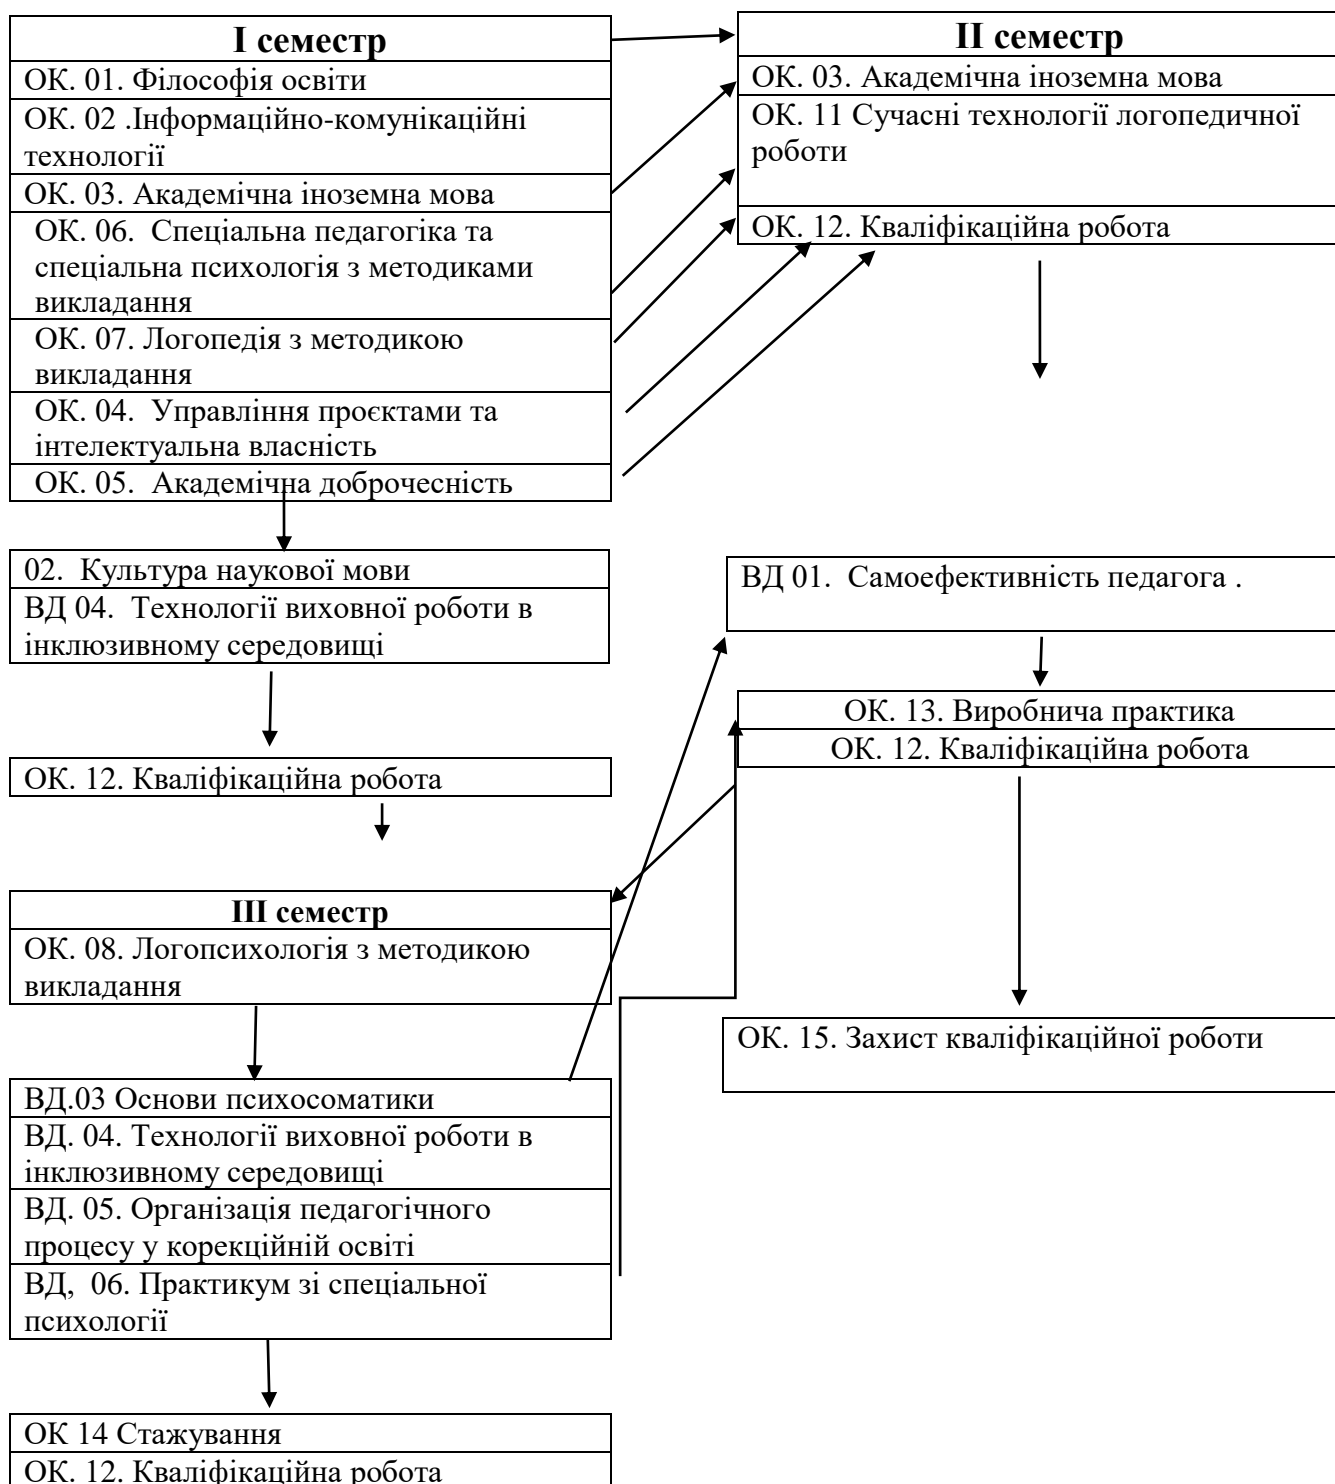 I семестр
ОК. 01. Філософія освіти
ОК. 02 .Інформаційно-комунікаційні
технології
ОК. 03. Академічна іноземна мова
ОК. 06.  Спеціальна педагогіка та
спеціальна психологія з методиками
викладання
ОК. 07. Логопедія з методикою
викладання
ОК. 04.  Управління проєктами та
інтелектуальна власність
ОК. 05.  Академічна доброчесність
02.  Культура наукової мови
ВД 04.  Технології виховної роботи в
інклюзивному середовищі
ОК. 12. Кваліфікаційна робота
III семестр
ОК. 08. Логопсихологія з методикою
викладання
ВД.03 Основи психосоматики
ВД. 04. Технології виховної роботи в
інклюзивному середовищі
ВД. 05. Організація педагогічного
процесу у корекційній освіті
ВД,  06. Практикум зі спеціальної
психології
ОК 14 Стажування
ОК. 12. Кваліфікаційна робота
II семестр
ОК. 03. Академічна іноземна мова
ОК. 11 Сучасні технології логопедичної
роботи
ОК. 12. Кваліфікаційна робота
ВД 01.  Самоефективність педагога .
ОК. 13. Виробнича практика
ОК. 12. Кваліфікаційна робота
ОК. 15. Захист кваліфікаційної роботи